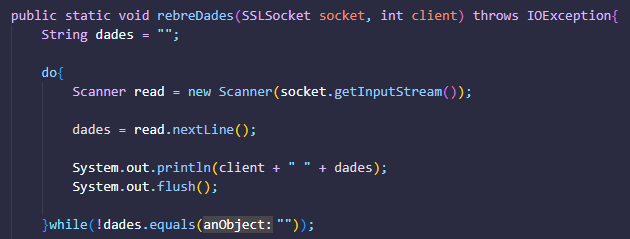 public static void rebreDades(SSLSocket socket, int client) throws IOException{
String dades = "";
do{
Scanner read = new Scanner(socket.getInputStream());
dades = read.nextLine();
System.out.println(client + " " + dades);
System.out.flush();
}while(!dades.equals(anObject: ""));